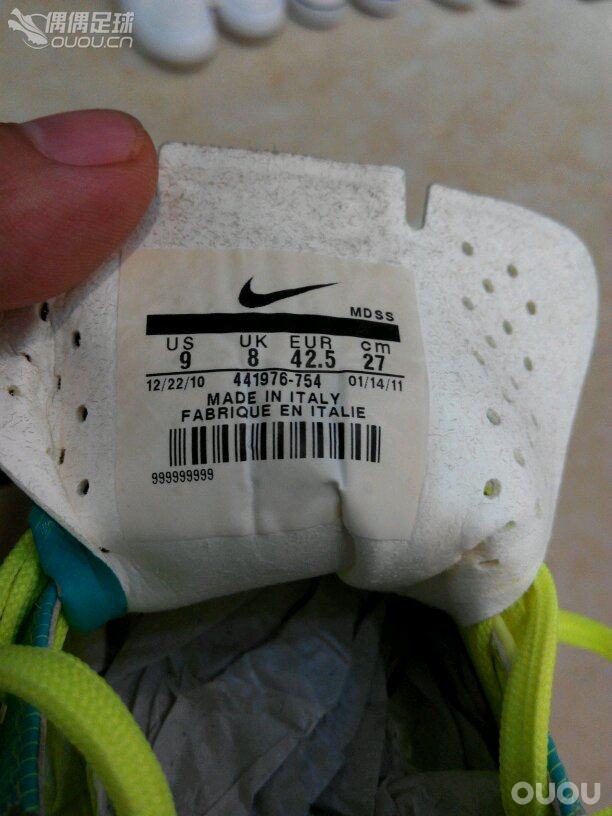 偶偶足球
OUOU.CN
MDSS
US UK EUR cm
9 8 42.5 27
12/22/10 441976-754 01/14/11
MADE IN ITALY
FABRIQUE EN ITALIE
999999999
OUOU